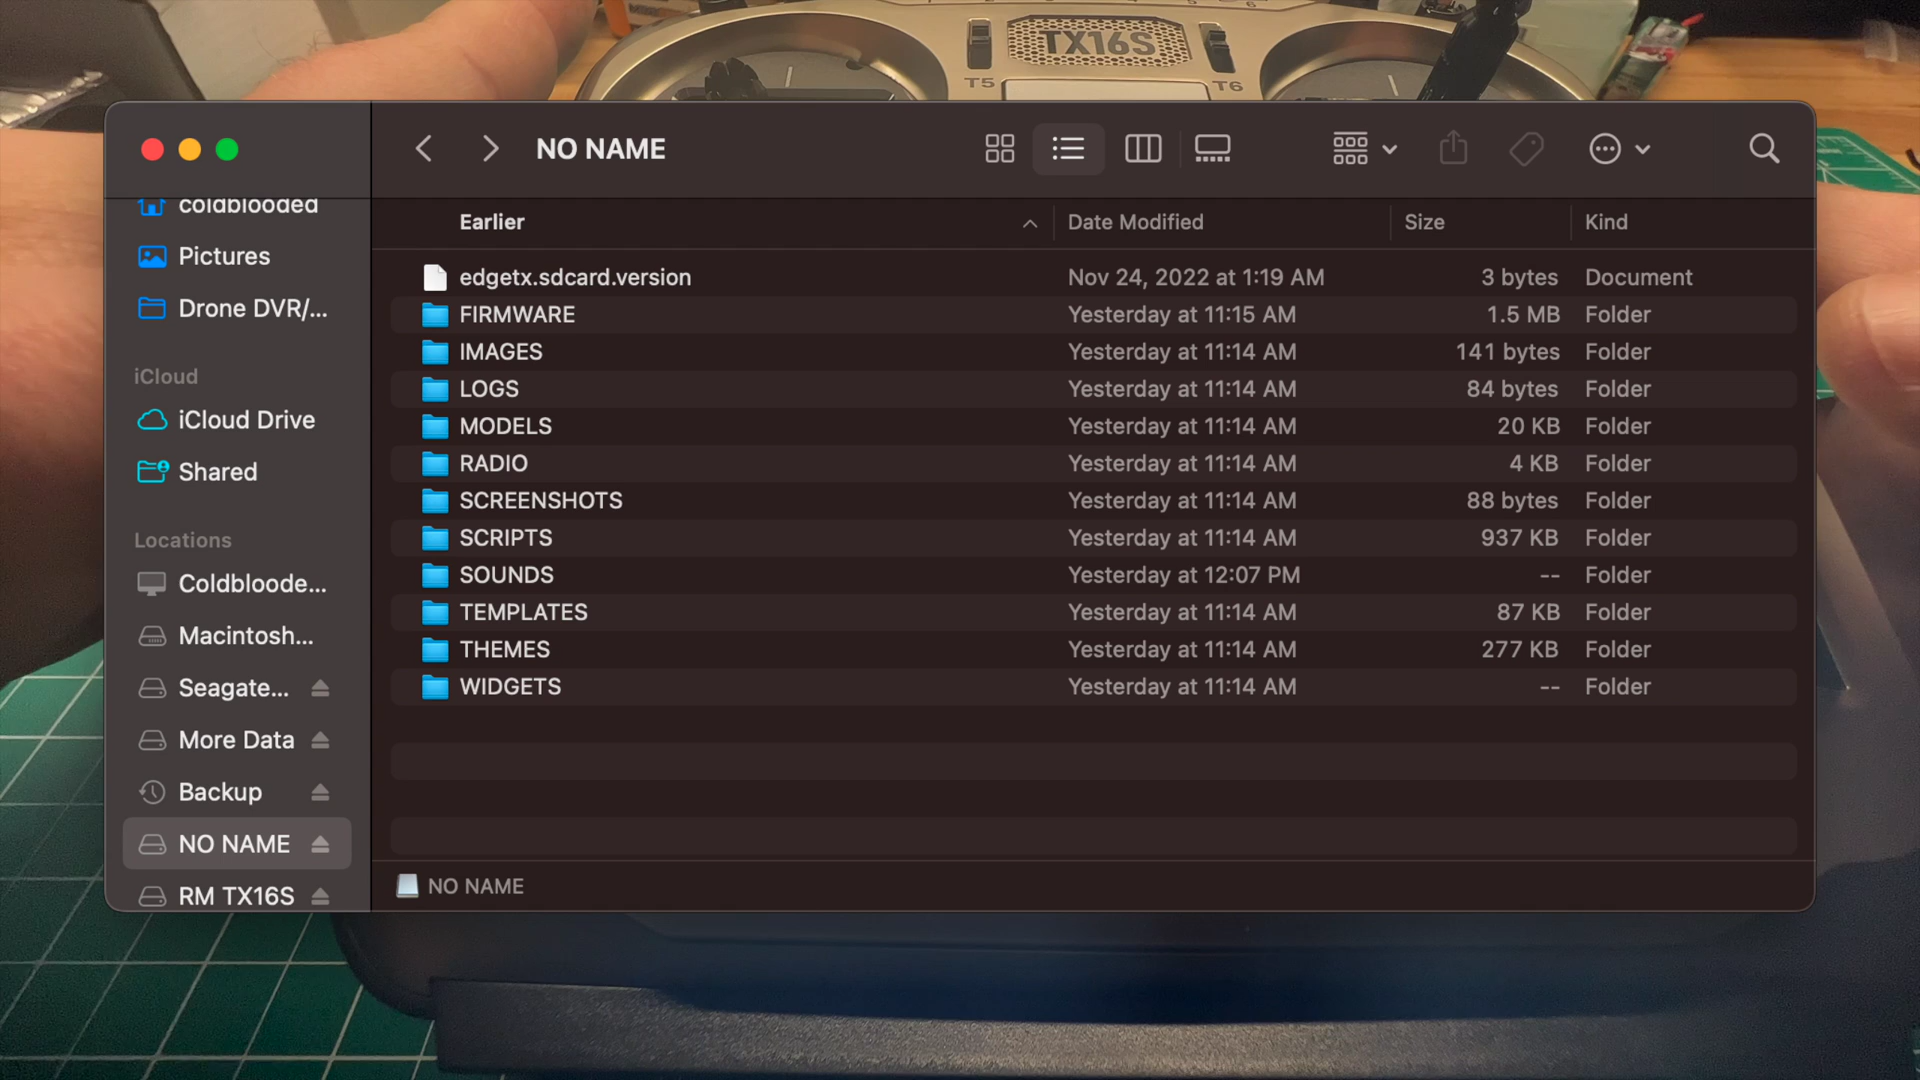 TX16S
T5
T6
NO NAME
coldblooded
Pictures
Drone DVR/...
iCloud
iCloud Drive
Shared
Locations
Coldbloode...
Macintosh...
Seagate...
More Data
Backup
NO NAME
RM TX16S
Earlier Date Modified Size Kind
edgetx.sdcard.version Nov 24, 2022 at 1:19 AM 3 bytes Document
FIRMWARE Yesterday at 11:15 AM 1.5 MB Folder
IMAGES Yesterday at 11:14 AM 141 bytes Folder
LOGS Yesterday at 11:14 AM 84 bytes Folder
MODELS Yesterday at 11:14 AM 20 KB Folder
RADIO Yesterday at 11:14 AM 4 KB Folder
SCREENSHOTS Yesterday at 11:14 AM 88 bytes Folder
SCRIPTS Yesterday at 11:14 AM 937 KB Folder
SOUNDS Yesterday at 12:07 PM -- Folder
TEMPLATES Yesterday at 11:14 AM 87 KB Folder
THEMES Yesterday at 11:14 AM 277 KB Folder
WIDGETS Yesterday at 11:14 AM -- Folder
NO NAME